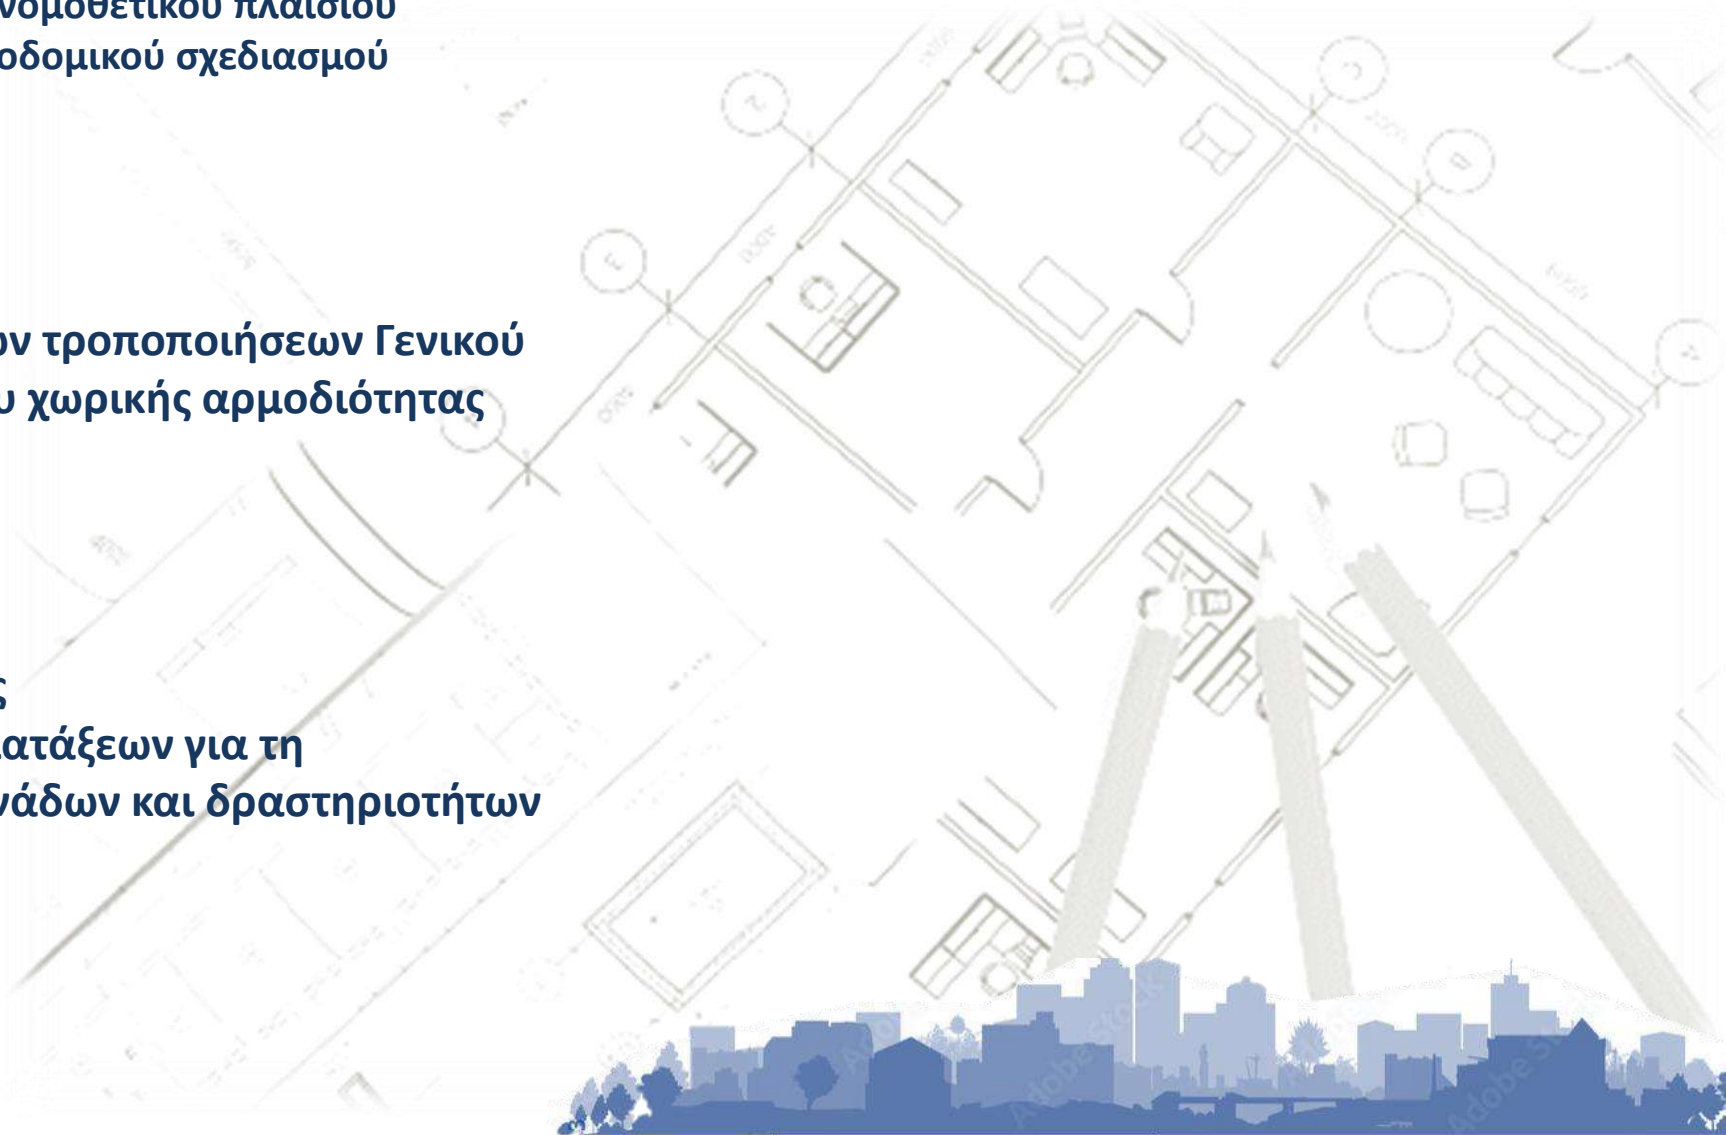 νομοθετικού πλαισίου
οδομικού σχεδιασμού
ων τροποποιήσεων Γενικού
υ χωρικής αρμοδιότητας
ς
ατάξεων για τη
νάδων και δραστηριοτήτων